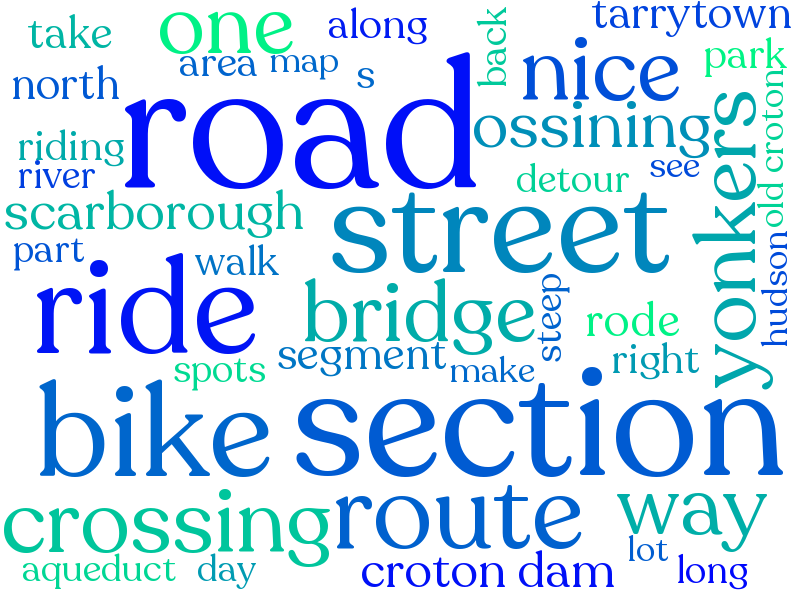 take
one
along
back
tarrytown
north
area
map
s
nice
park
road
ossining
riding
river
detour
see
yonkers
old croton
scarborough
street
part
walk
hudson
ride
bridge
steep
rode
spots
segment
make
right
bike
section
crossing
route
way
aqueduct
day
croton dam
lot
long